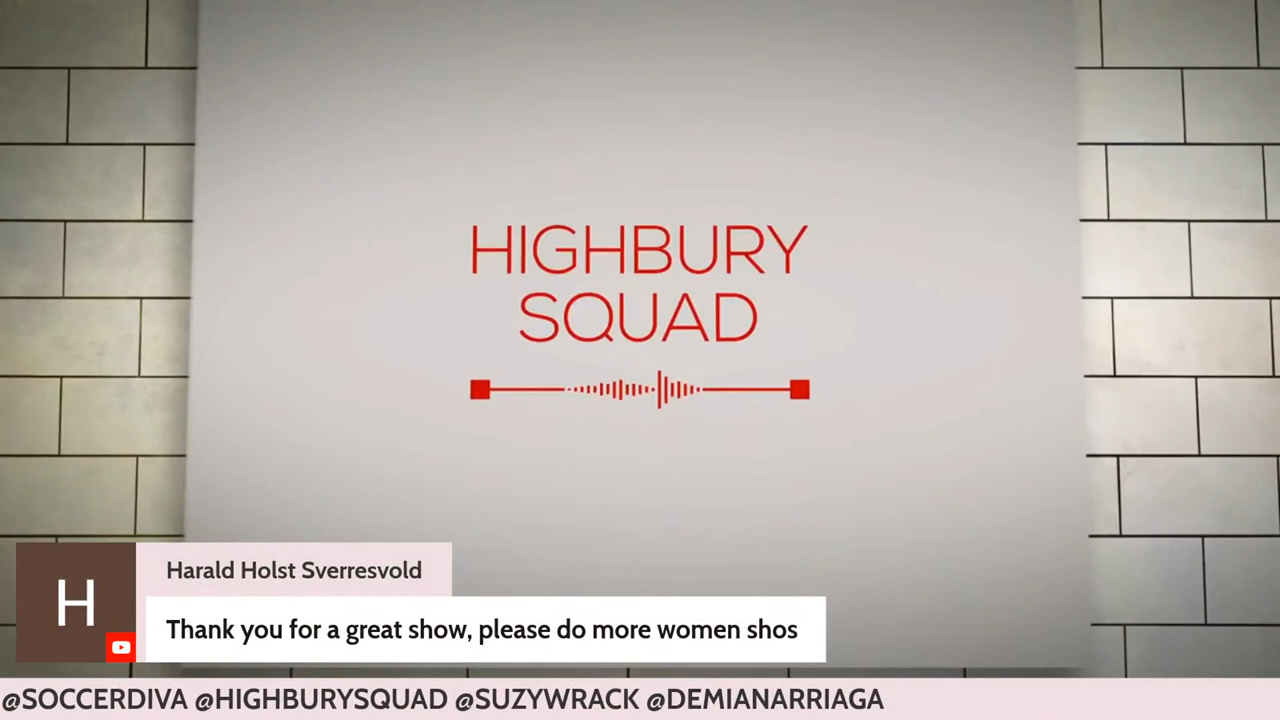 HIGHBURY
SQUAD
H
Harald Holst Sverresvold
Thank you for a great show, please do more women shos
@SOCCERDIVA @HIGHBURYSQUAD @SUZYWRACK @DEMIANARRIAGA